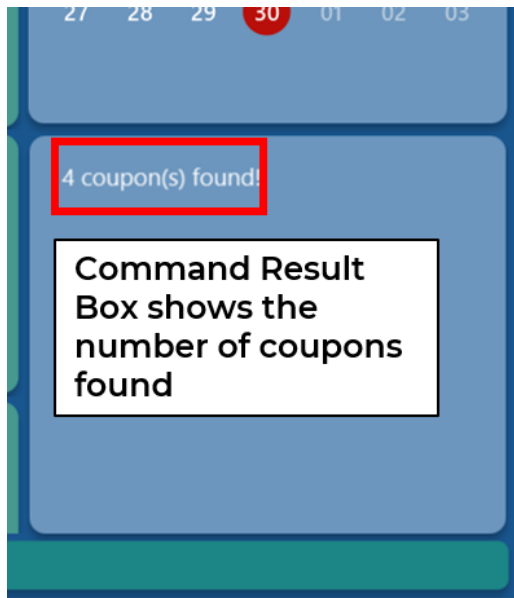 27 28 29 30 01 02 03
4 coupon(s) found!
Command Result
Box shows the
number of coupons
found